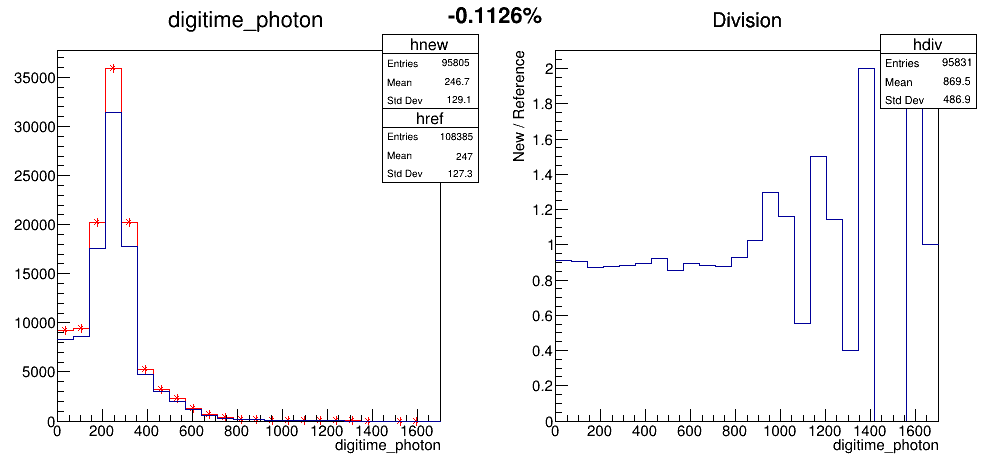 digitime_photon
-0.1126%
Division
hnew
Entries 95805
Mean 246.7
Std Dev 129.1
href
Entries 108385
Mean 247
Std Dev 127.3
35000
30000
25000
20000
15000
10000
5000
0
0 200 400 600 800 1000 1200 1400 1600
digitime_photon
hdiv
Entries 95831
Mean 869.5
Std Dev 486.9
New / Reference
2
1.8
1.6
1.4
1.2
1
0.8
0.6
0.4
0.2
0
0 200 400 600 800 1000 1200 1400 1600
digitime_photon